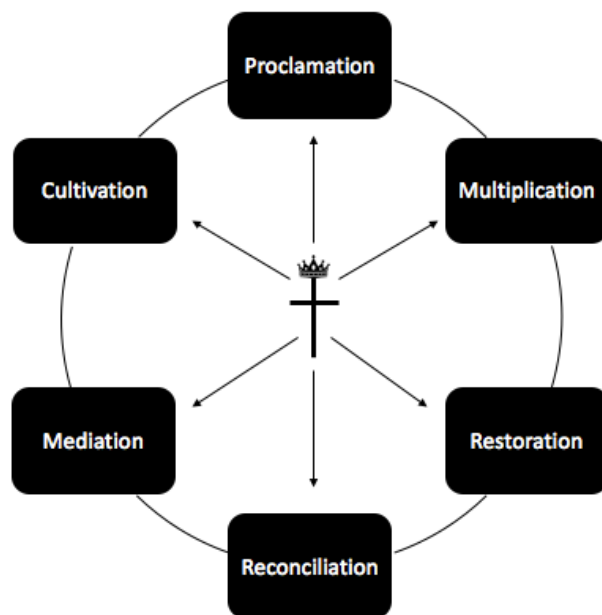 Proclamation
Cultivation
Multiplication
Mediation
Restoration
Reconciliation